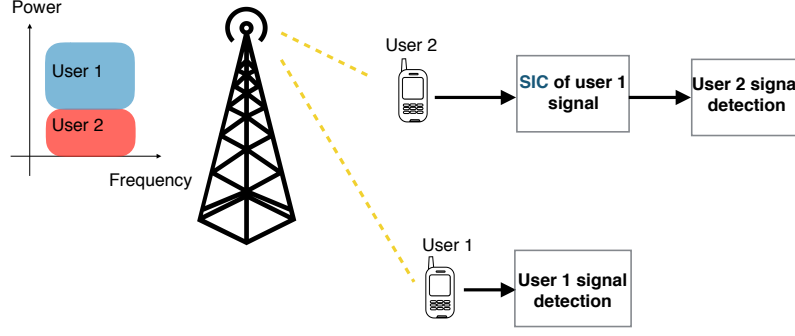 Power
User 1
User 2
Frequency
User 2
SIC of user 1
signal
User 2 signal
detection
User 1
User 1 signal
detection